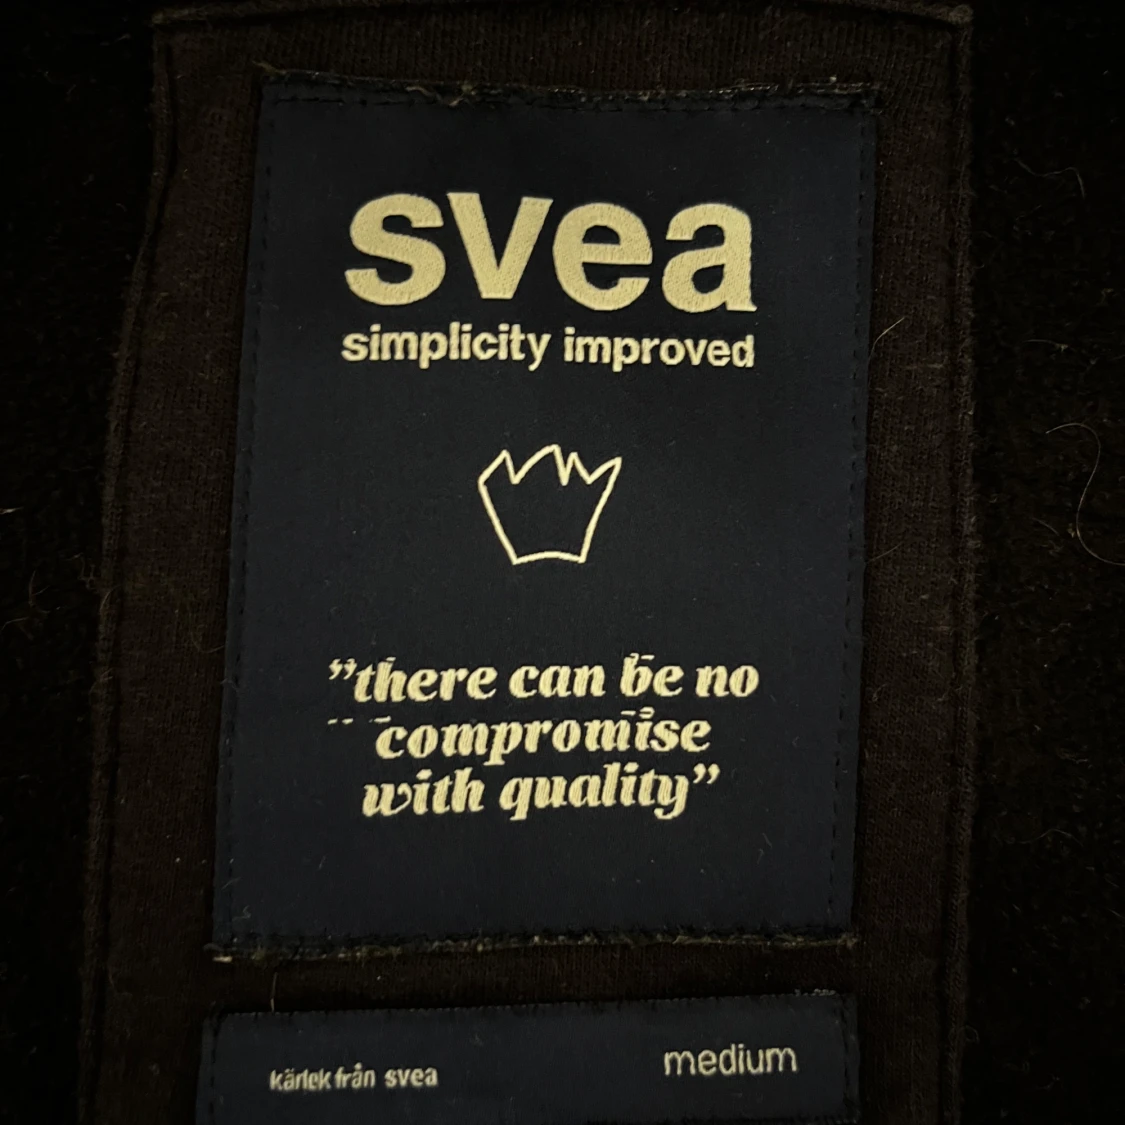 svea
simplicity improved
”there can be no
compromise
with quality”
kärlek från svea
medium